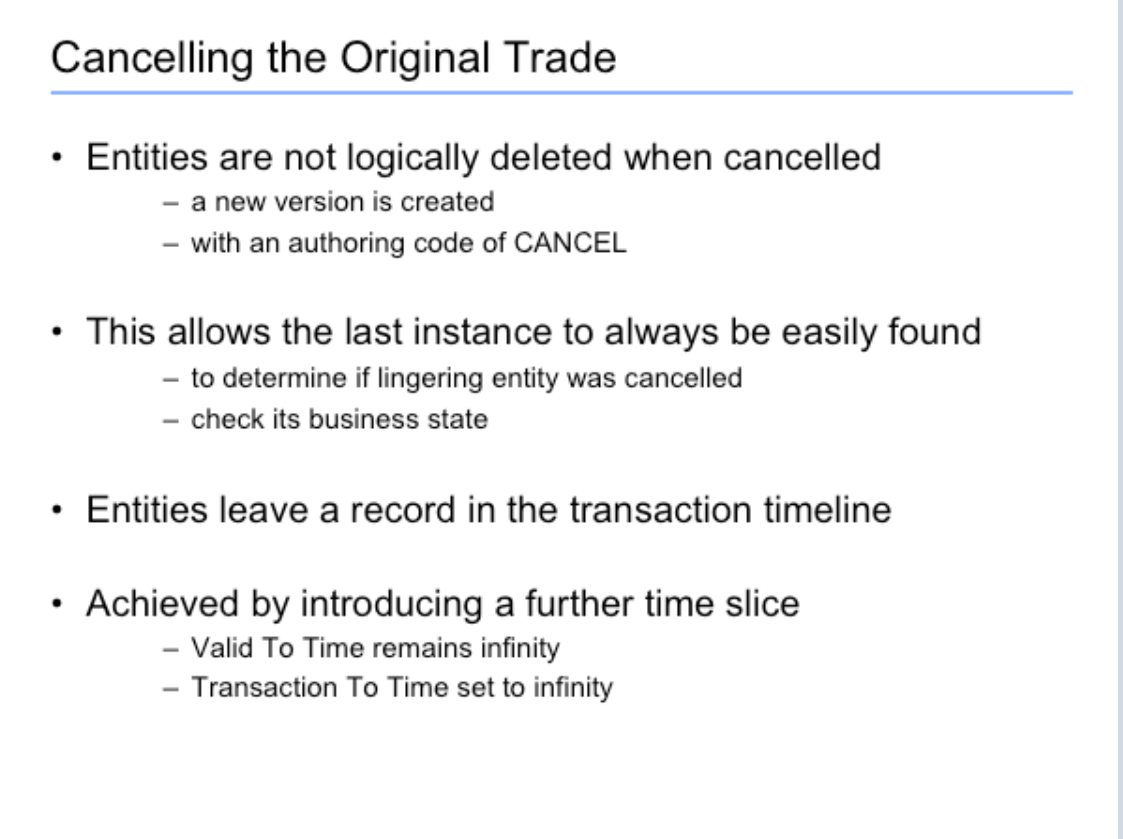 Cancelling the Original Trade
• Entities are not logically deleted when cancelled
– a new version is created
– with an authoring code of CANCEL
• This allows the last instance to always be easily found
– to determine if lingering entity was cancelled
– check its business state
• Entities leave a record in the transaction timeline
• Achieved by introducing a further time slice
– Valid To Time remains infinity
– Transaction To Time set to infinity